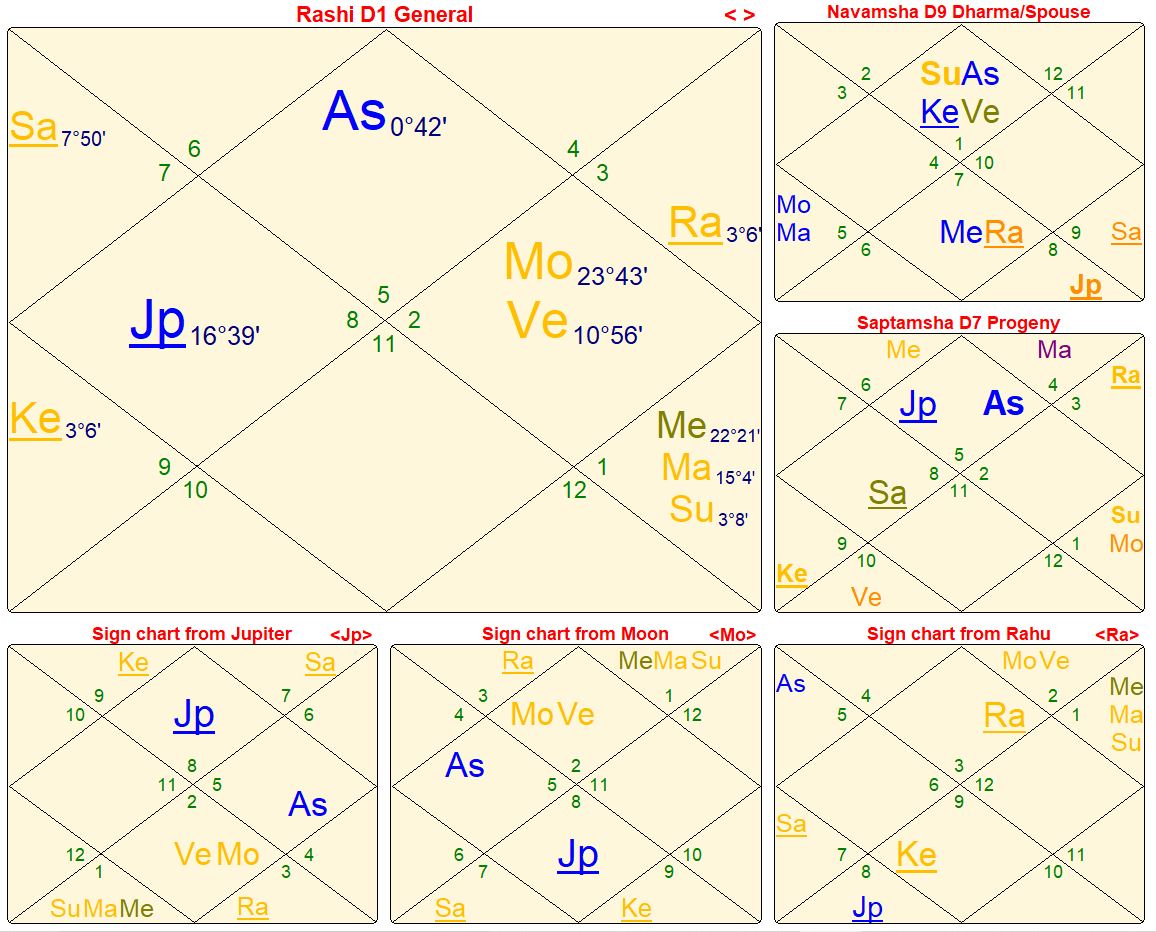 Rashi D1 General < >
As 0°42'
Sa 7°50'
6
7
4
3
Ra 3°6'
Mo 23°43'
Ve 10°56'
Jp 16°39'
5
8 2
11
Ke 3°6'
Me 22°21'
Ma 15°4'
Su 3°8'
9
10
1
12
Navamsha D9 Dharma/Spouse
SuAs
KeVe
2
3
12
11
1
4 10
7
Mo
Ma
5
6
MeRa
9
8
Sa
Jp
Saptamsha D7 Progeny
Me Ma
Ra
6
7
Jp As
4
3
5
8 2
11
Sa
Su
Mo
9
10
1
12
Ke
Ve
Sign chart from Jupiter <Jp>
Ke Sa
9
10
Jp
7
6
8
11 5
2
As
12
1
Ve Mo
4
3
SuMaMe
Ra
Sign chart from Moon <Mo>
Ra MeMaSu
3
4
MoVe
1
12
As
2
5 11
8
6
7
Jp
10
9
Sa Ke
Sign chart from Rahu <Ra>
MoVe
As
4
5
Ra
2
1
Me
Ma
Su
3
6 12
9
Sa
7
8
Ke
11
10
Jp